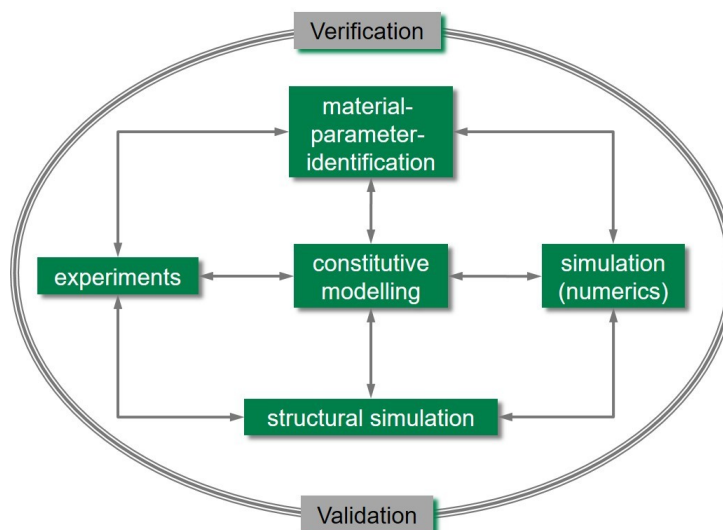 Verification
material-
parameter-
identification
experiments
constitutive
modelling
simulation
(numerics)
structural simulation
Validation